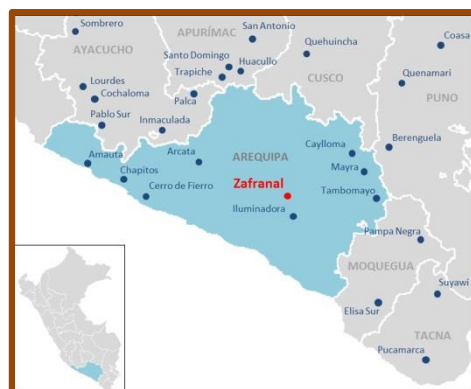 Sombrero
San Antonio
Coasa
APURÍMAC
AYACUCHO
Quehuincha
Santo Domingo
Huacullo
Trapiche
CUSCO
Quenamari
Lourdes
Cochaloma
Palca
PUNO
Pablo Sur
Inmaculada
Berenguela
Amauta
Arcata
AREQUIPA
Caylloma
Chapitos
Mayra
Cerro de Fierro
Zafranal
Tambomayo
Iluminadora
Pampa Negra
MOQUEGUA
Suyawi
Elisa Sur
TACNA
Pucamarca